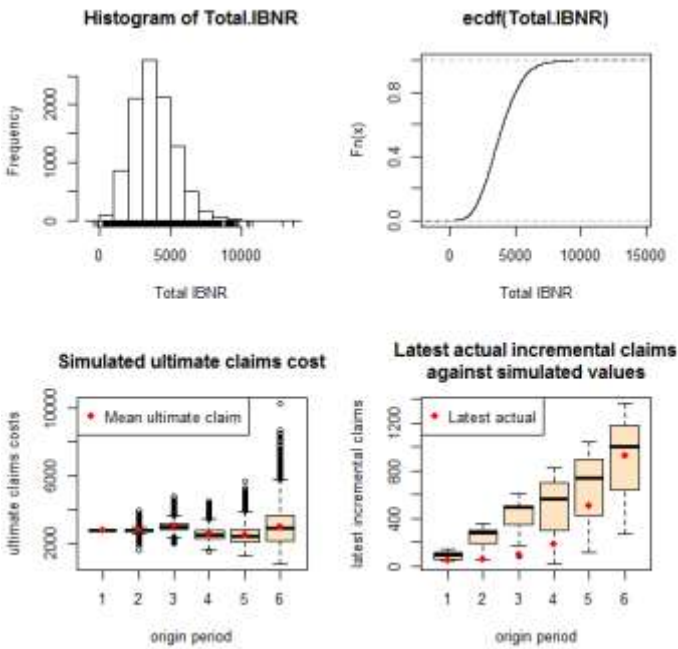 Histogram of Total.IBNR
Frequency
0 1000 2000
0 5000 10000
Total IBNR
ecdf(Total.IBNR)
Fn(x)
0.0 0.4 0.8
0 5000 10000 15000
Total IBNR
Simulated ultimate claims cost
Mean ultimate claim
ultimate claims costs
2000 6000 10000
1 2 3 4 5 6
origin period
Latest actual incremental claims
against simulated values
Latest actual
latest incremental claims
0 400 800 1200
1 2 3 4 5 6
origin period